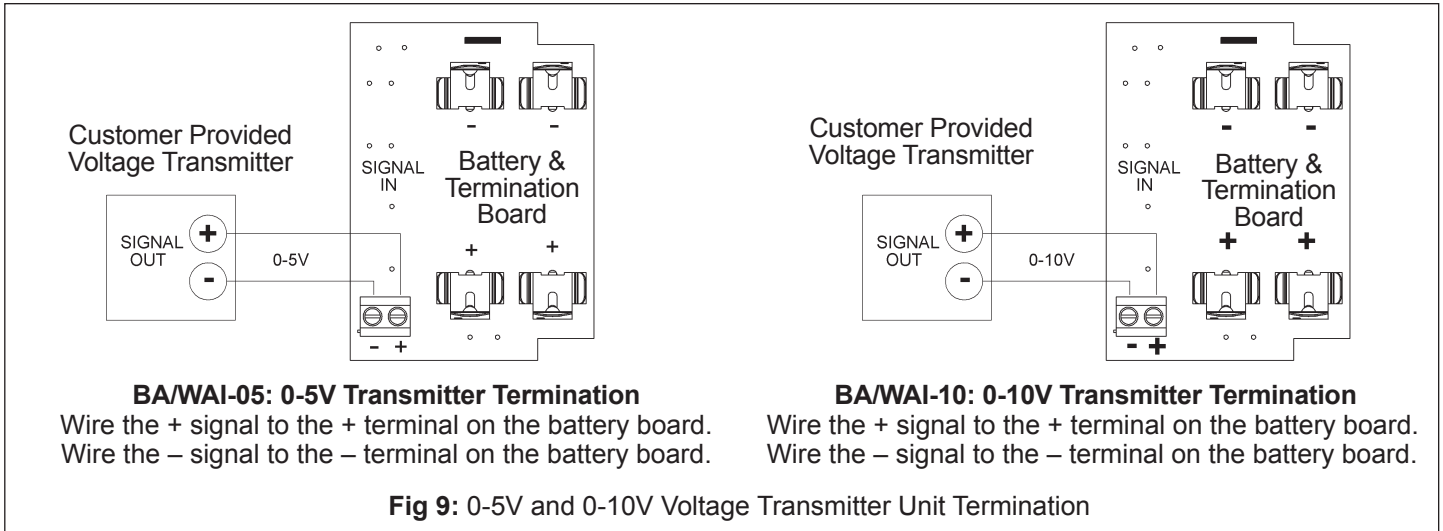 Customer Provided
Voltage Transmitter
SIGNAL
OUT
+
-
0-5V
SIGNAL
IN
- -
Battery &
Termination
Board
+ +
- +
BA/WAI-05: 0-5V Transmitter Termination
Wire the + signal to the + terminal on the battery board.
Wire the – signal to the – terminal on the battery board.
Customer Provided
Voltage Transmitter
SIGNAL
OUT
+
-
0-10V
SIGNAL
IN
- -
Battery &
Termination
Board
+ +
- +
BA/WAI-10: 0-10V Transmitter Termination
Wire the + signal to the + terminal on the battery board.
Wire the – signal to the – terminal on the battery board.
Fig 9: 0-5V and 0-10V Voltage Transmitter Unit Termination